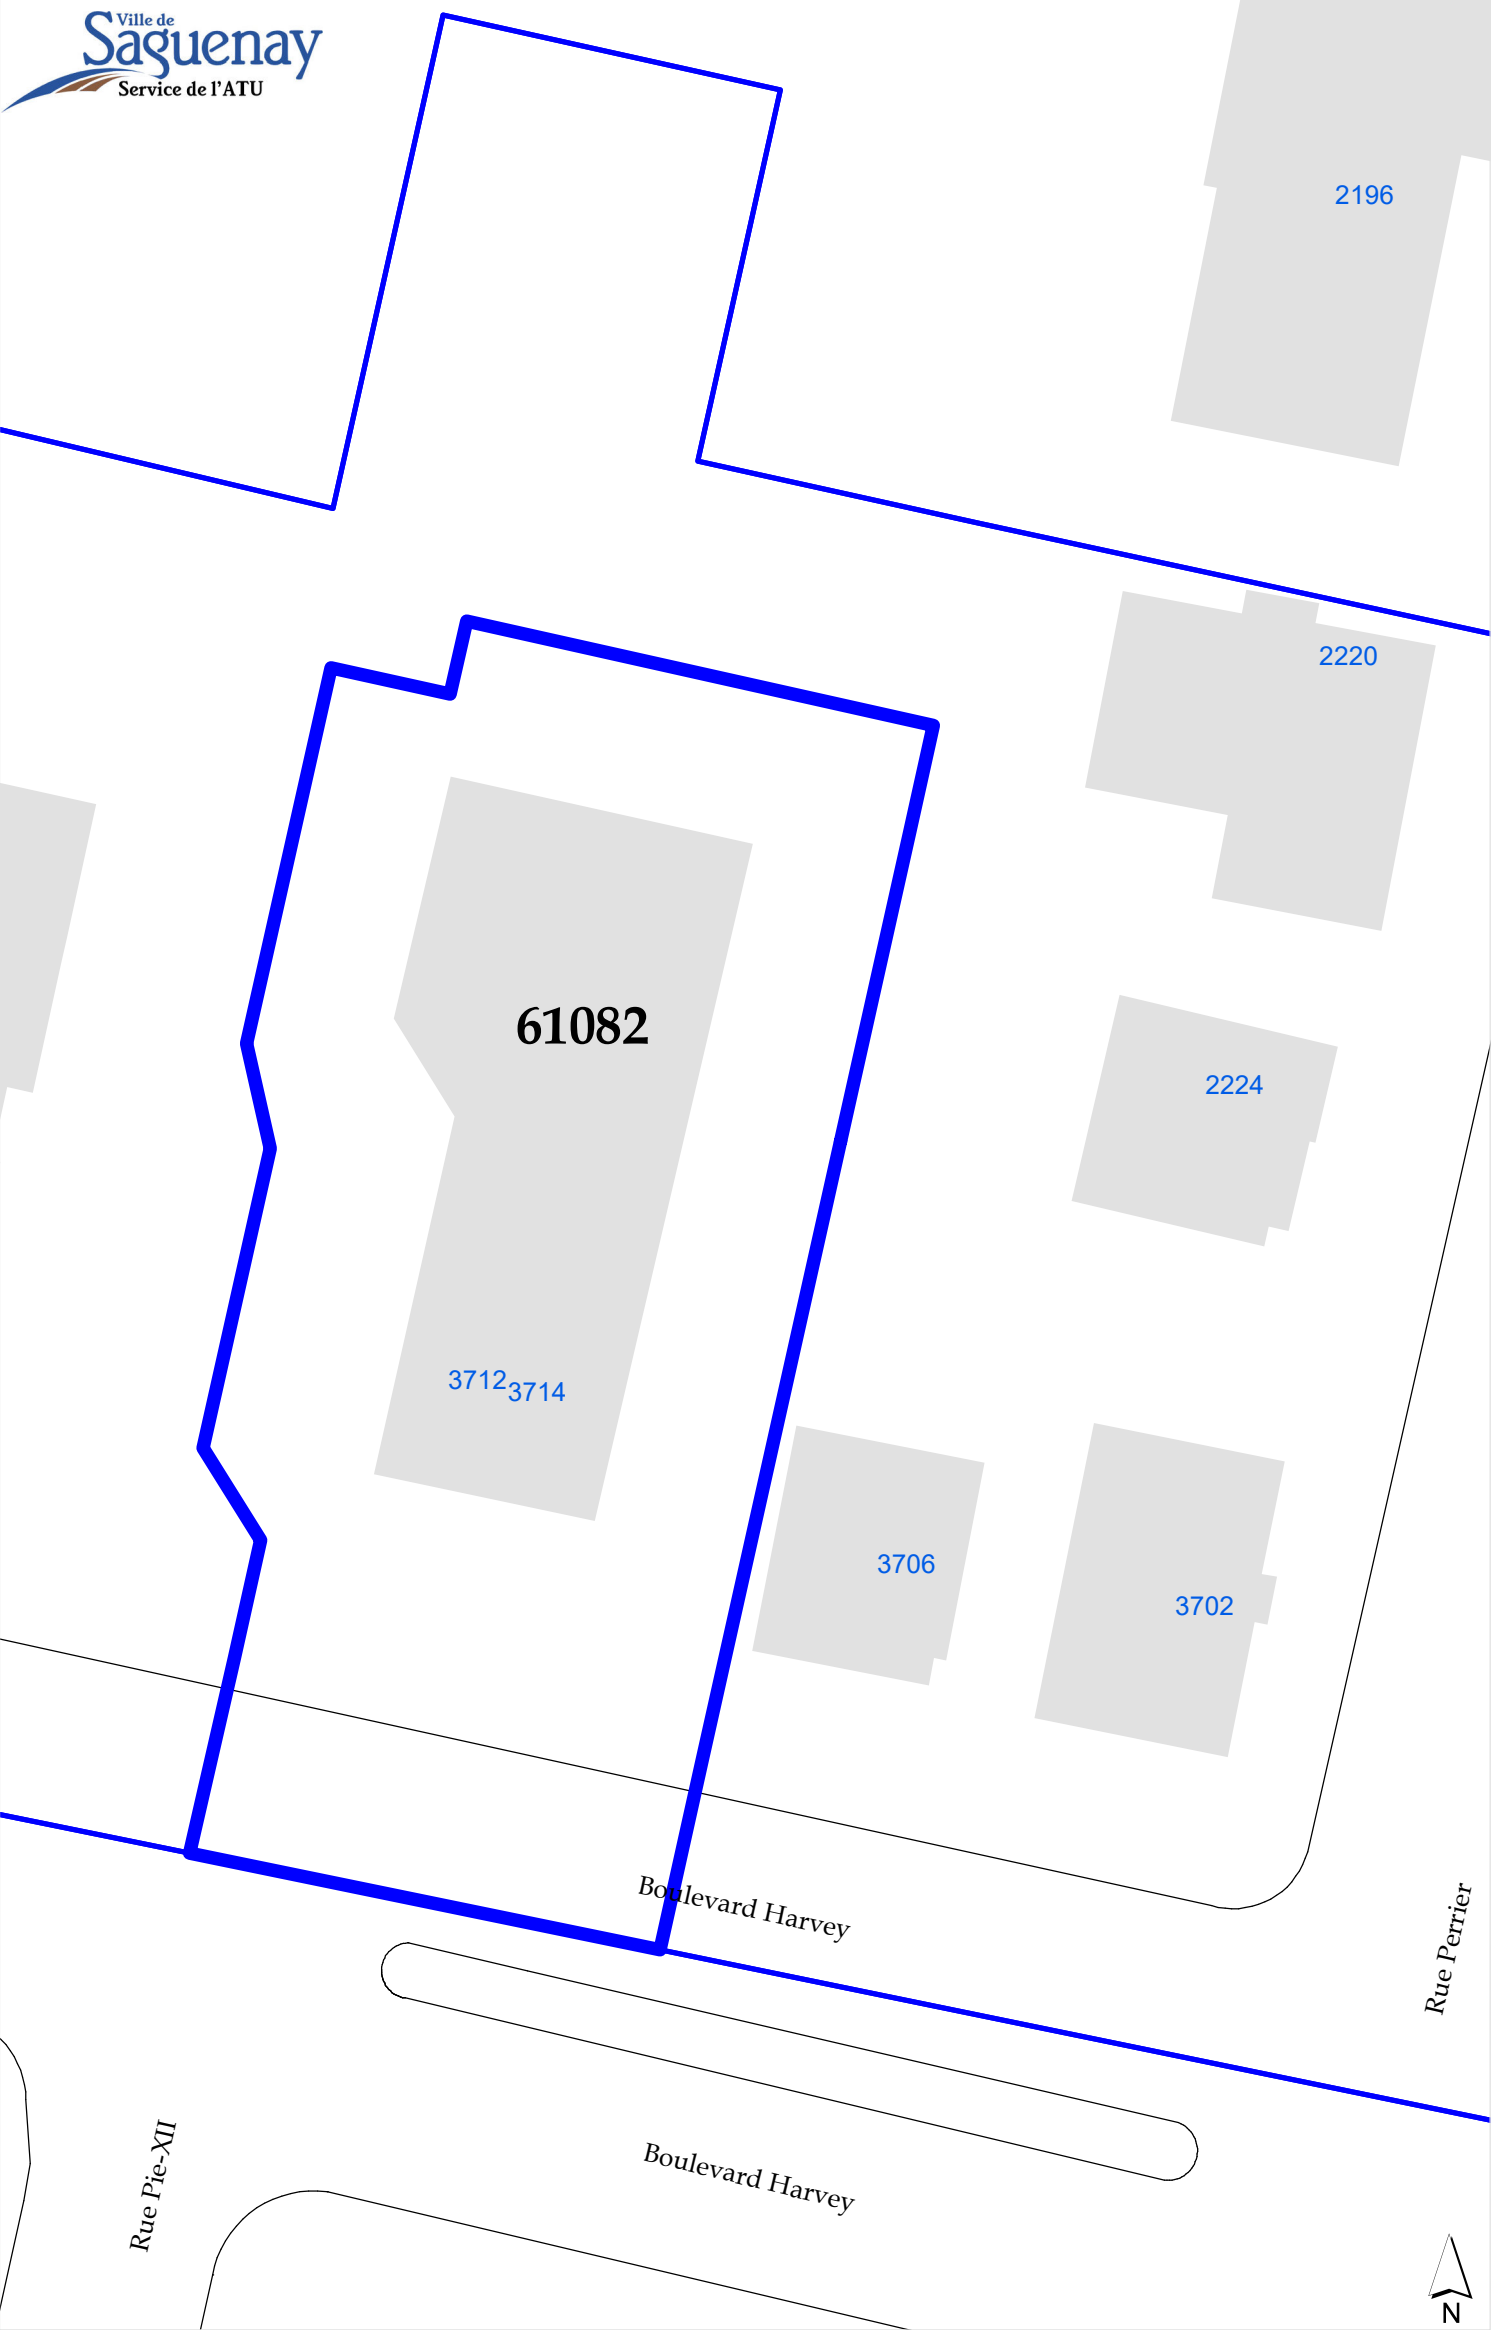 Ville de
Saguenay
Service de l'ATU
2196
2220
61082
2224
3712
3714
3706
3702
Boulevard Harvey
Rue Perrier
Boulevard Harvey
Rue Pie-XII
N